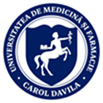 UNIVERSITATEA DE MEDICINĂ ȘI FARMACIE
• CAROL DAVILA •